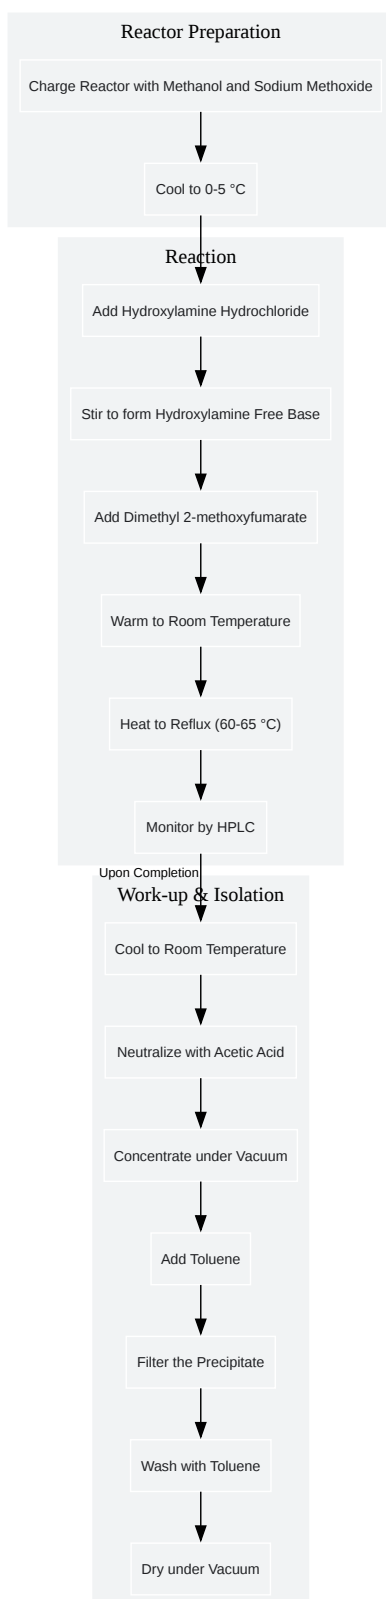 Reactor Preparation
Charge Reactor with Methanol and Sodium Methoxide
Cool to 0-5 °C
Reaction
Add Hydroxylamine Hydrochloride
Stir to form Hydroxylamine Free Base
Add Dimethyl 2-methoxyfumarate
Warm to Room Temperature
Heat to Reflux (60-65 °C)
Monitor by HPLC
Upon Completion
Work-up & Isolation
Cool to Room Temperature
Neutralize with Acetic Acid
Concentrate under Vacuum
Add Toluene
Filter the Precipitate
Wash with Toluene
Dry under Vacuum